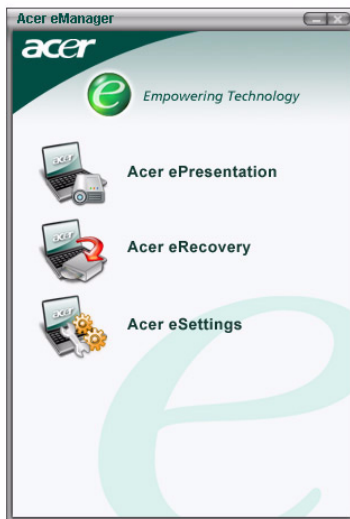 Acer eManager
acer
e Empowering Technology
Acer ePresentation
Acer eRecovery
Acer eSettings